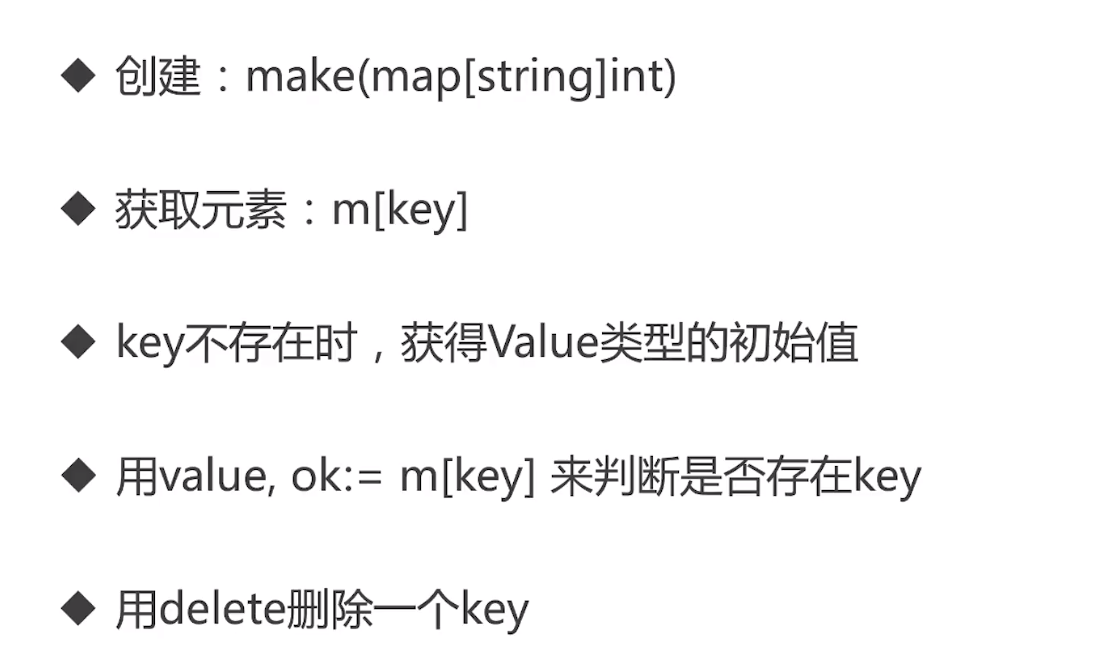 ◆ 创建：make(map[string]int)
◆ 获取元素：m[key]
◆ key不存在时，获得Value类型的初始值
◆ 用value, ok:= m[key] 来判断是否存在key
◆ 用delete删除一个key